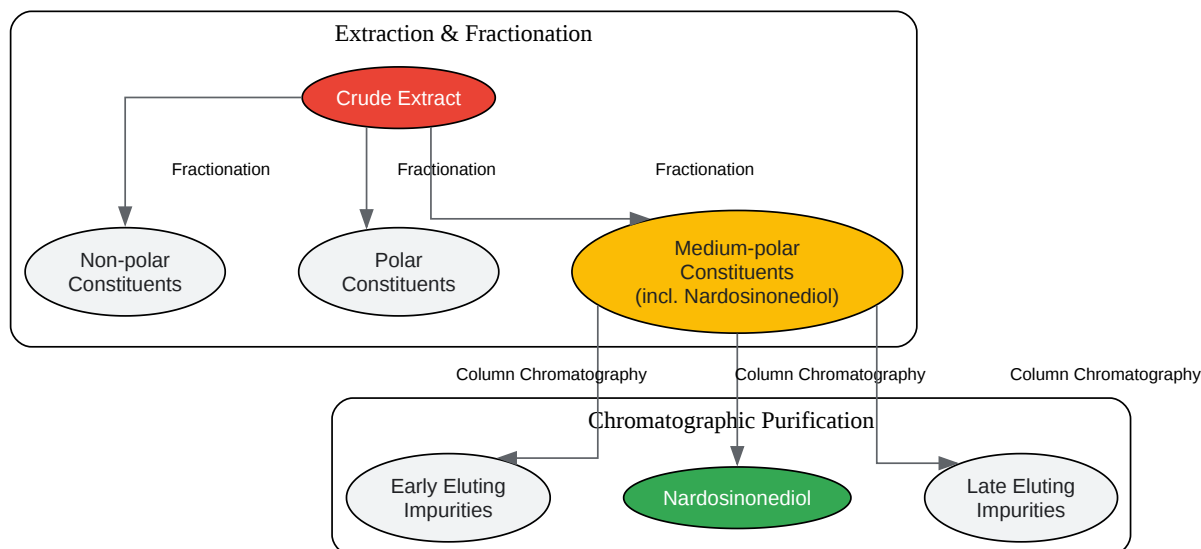 Extraction & Fractionation
Crude Extract
Fractionation
Fractionation
Fractionation
Non-polar
Constituents
Polar
Constituents
Medium-polar
Constituents
(incl. Nardosinonediol)
Column Chromatography
Column Chromatography
Column Chromatography
Chromatographic Purification
Early Eluting
Impurities
Nardosinonediol
Late Eluting
Impurities